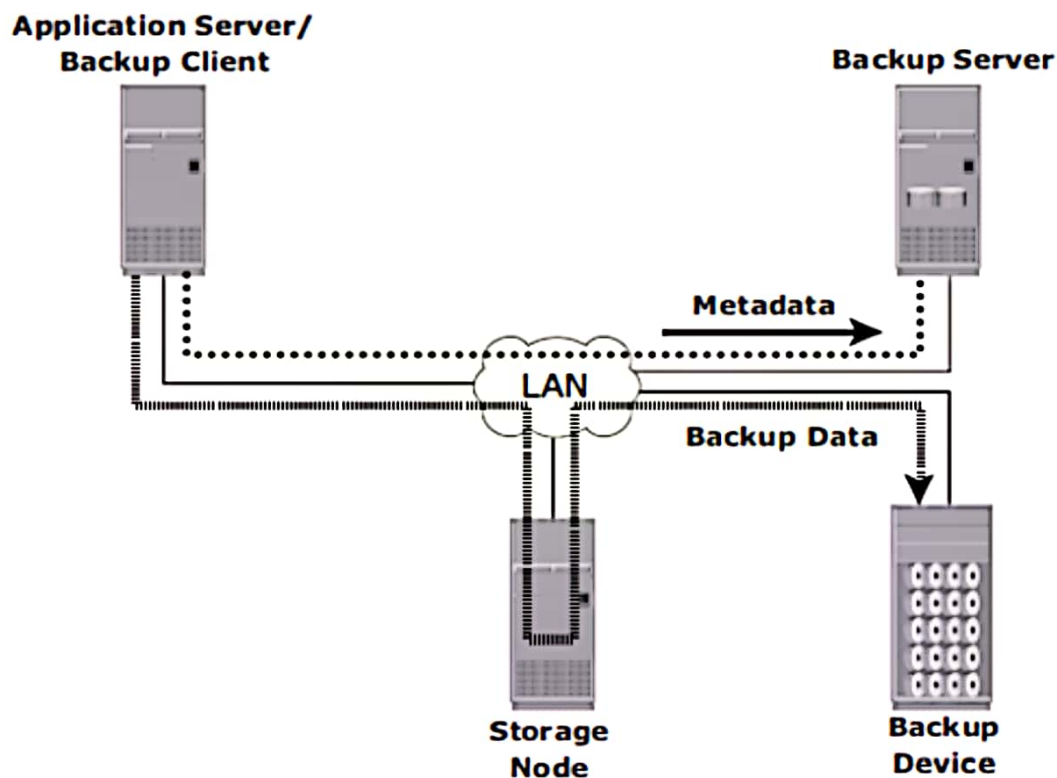 Application Server/
Backup Client
Backup Server
Metadata
LAN
Backup Data
Storage
Node
Backup
Device